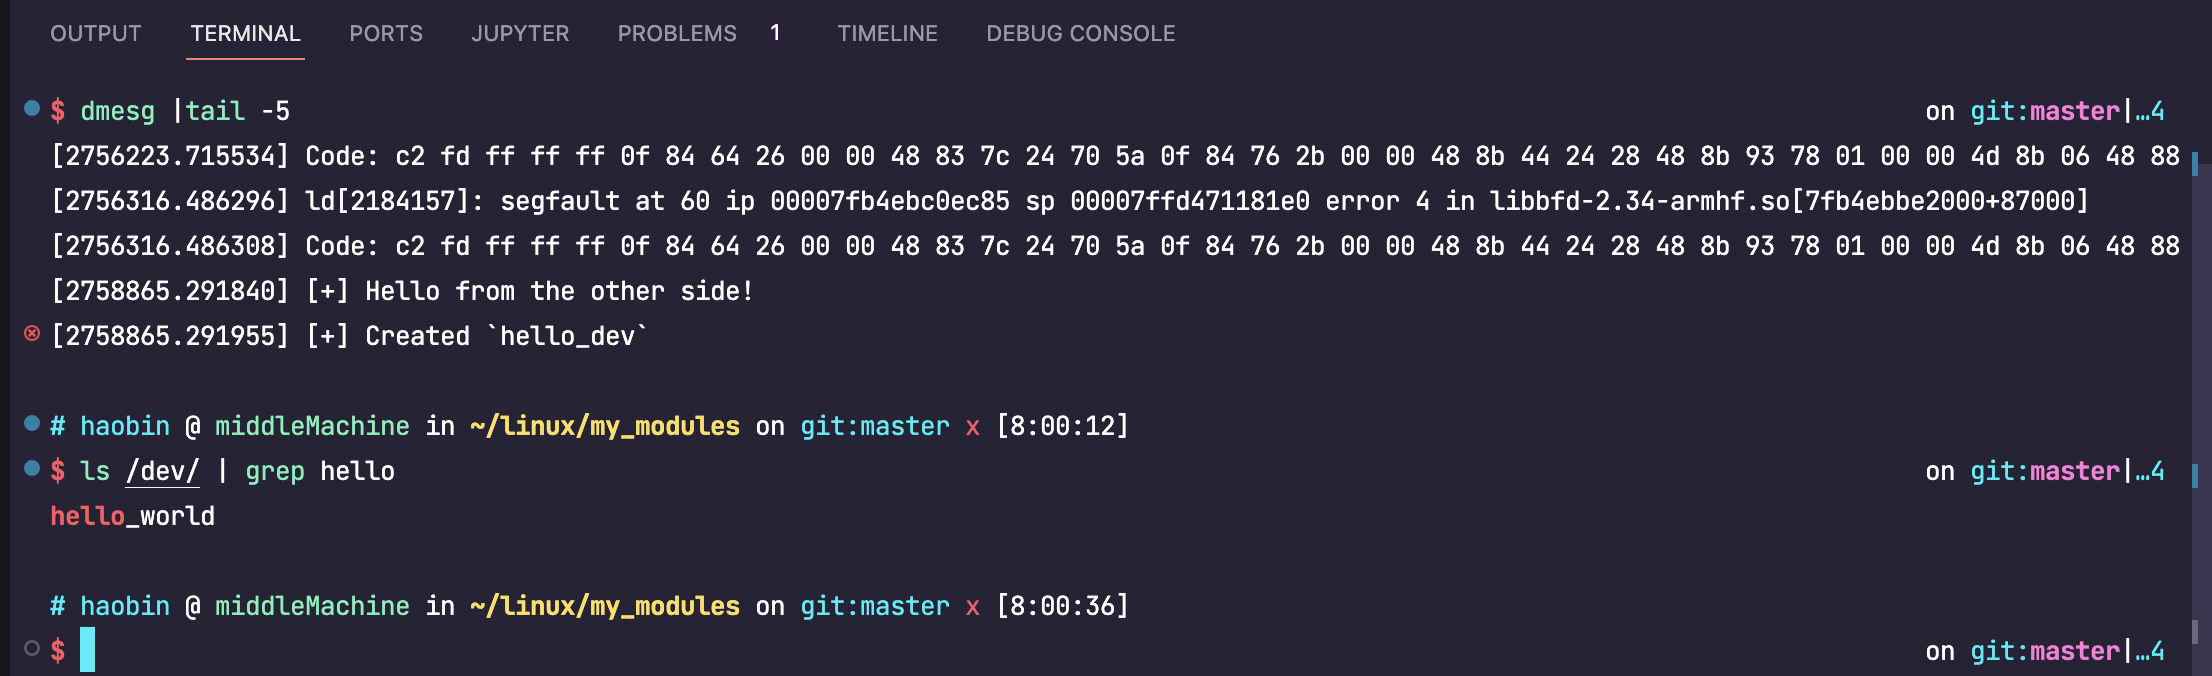 OUTPUT TERMINAL PORTS JUPYTER PROBLEMS 1 TIMELINE DEBUG CONSOLE
$ dmesg |tail -5 on git:master|…4
[2756223.715534] Code: c2 fd ff ff ff 0f 84 64 26 00 00 48 83 7c 24 70 5a 0f 84 76 2b 00 00 48 8b 44 24 28 48 8b 93 78 01 00 00 4d 8b 06 48 88
[2756316.486296] ld[2184157]: segfault at 60 ip 00007fb4ebc0ec85 sp 00007ffd471181e0 error 4 in libbfd-2.34-armhf.so[7fb4ebbe2000+87000]
[2756316.486308] Code: c2 fd ff ff ff 0f 84 64 26 00 00 48 83 7c 24 70 5a 0f 84 76 2b 00 00 48 8b 44 24 28 48 8b 93 78 01 00 00 4d 8b 06 48 88
[2758865.291840] [+] Hello from the other side!
[2758865.291955] [+] Created `hello_dev`
# haobin @ middleMachine in ~/linux/my_modules on git:master x [8:00:12]
$ ls /dev/ | grep hello on git:master|…4
hello_world
# haobin @ middleMachine in ~/linux/my_modules on git:master x [8:00:36]
$ on git:master|…4